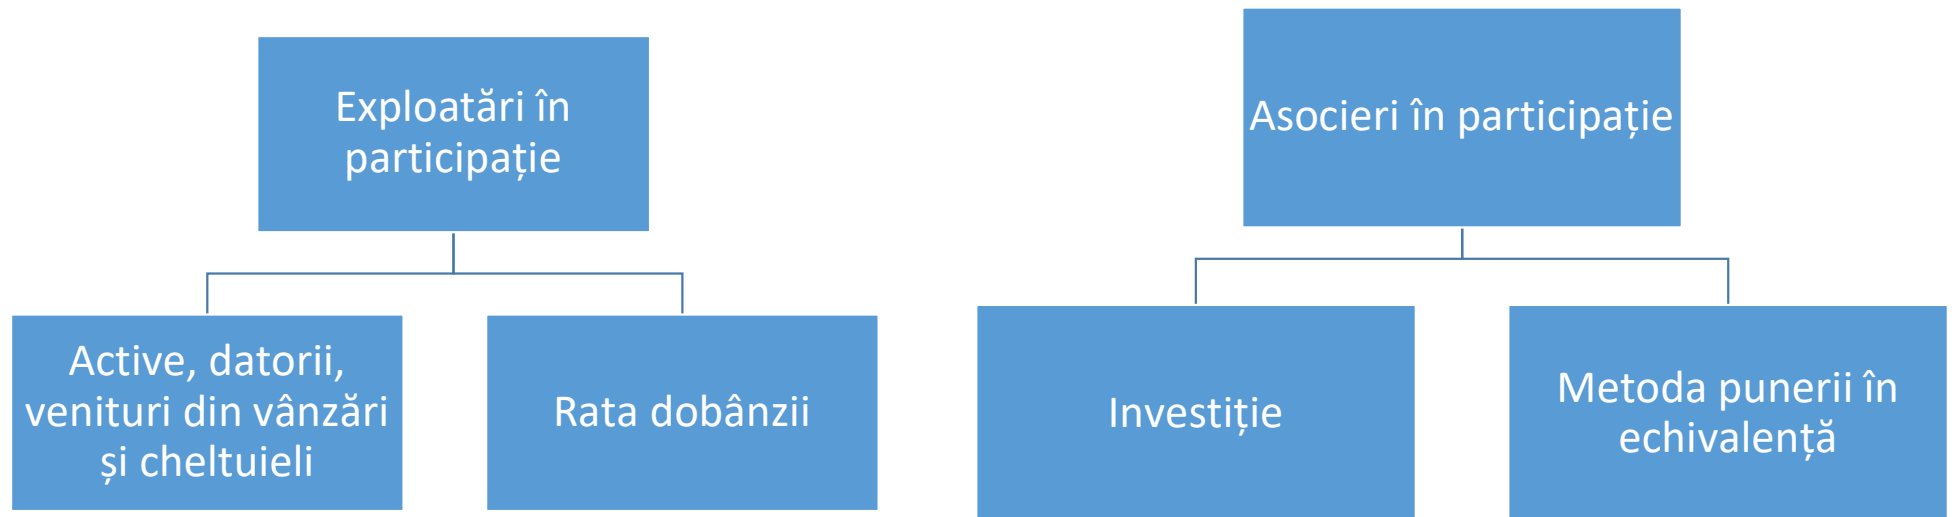 Exploatări în
participație
Active, datorii,
venituri din vânzări
și cheltuieli
Rata dobânzii
Asocieri în participație
Investiție
Metoda punerii în
echivalență